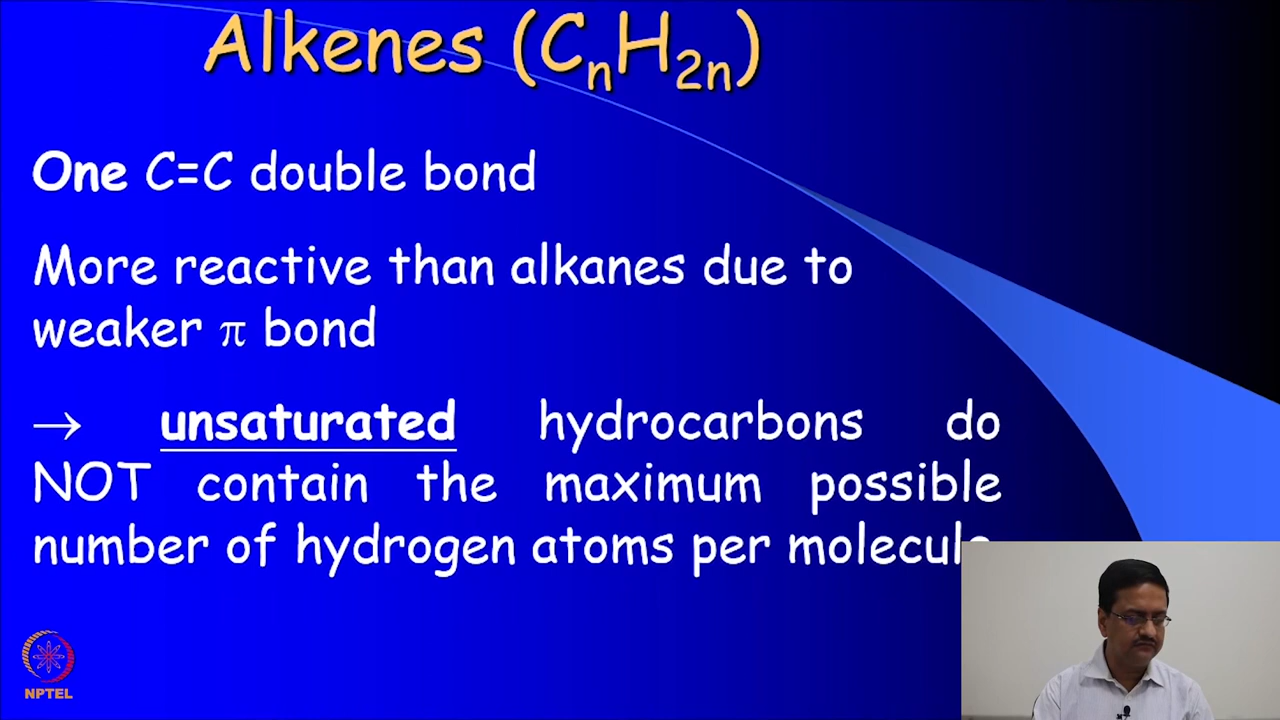 Alkenes (CnH2n)
One C=C double bond
More reactive than alkanes due to
weaker π bond
→ unsaturated hydrocarbons do
NOT contain the maximum possible
number of hydrogen atoms per molecule
NPTEL